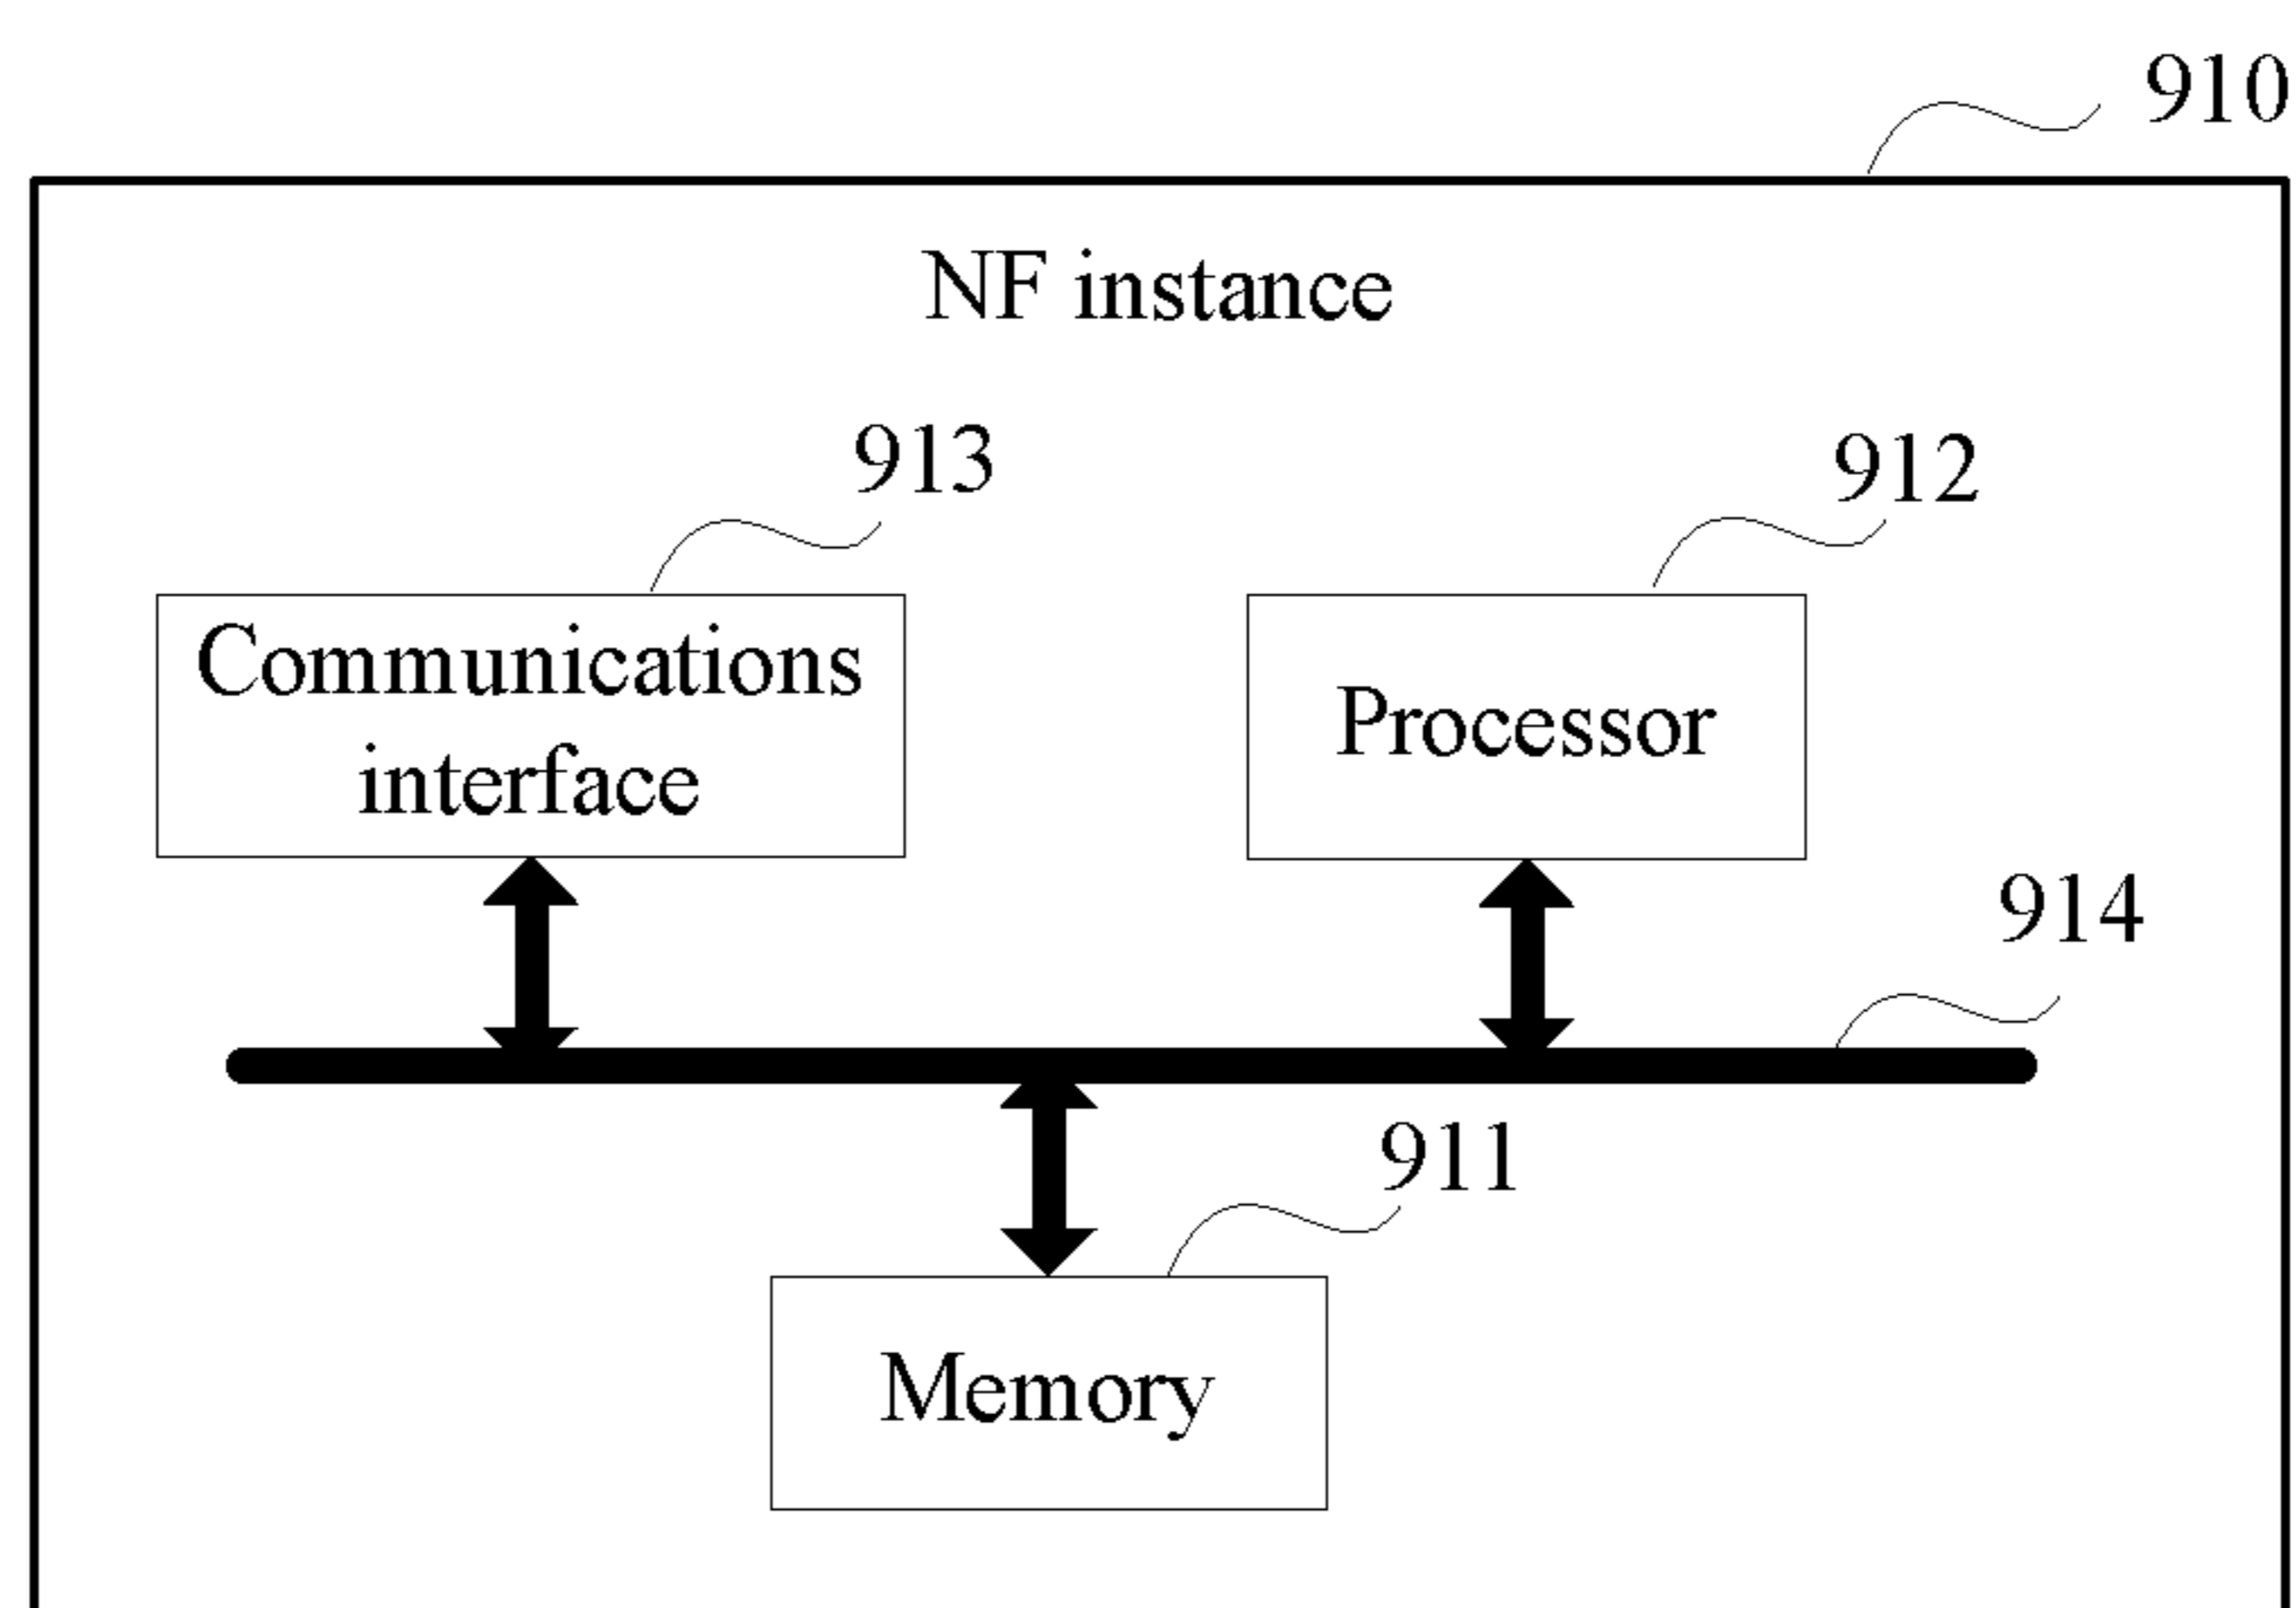 910
NF instance
913
912
Communications
interface
Processor
914
911
Memory